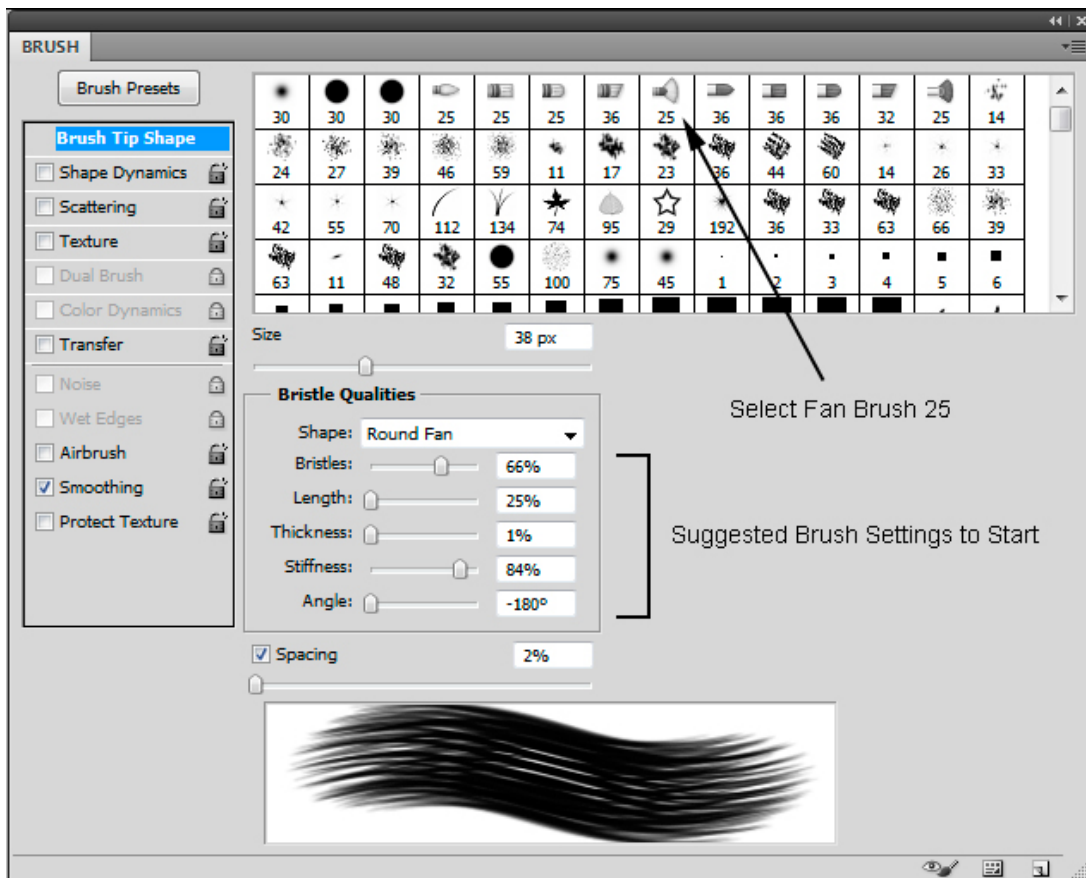 BRUSH
Brush Presets
Brush Tip Shape
Shape Dynamics
Scattering
Texture
Dual Brush
Color Dynamics
Transfer
Noise
Wet Edges
Airbrush
Smoothing
Protect Texture
30 30 30 25 25 25 36 25 36 36 36 32 25 14
24 27 39 46 59 11 17 23 36 44 60 14 26 33
42 55 70 112 134 74 95 29 192 36 33 63 66 39
63 11 48 32 55 100 75 45 1 2 3 4 5 6
Size 38 px
Select Fan Brush 25
Bristle Qualities
Shape: Round Fan
Bristles: 66%
Length: 25%
Thickness: 1%
Stiffness: 84%
Angle: -180º
Suggested Brush Settings to Start
Spacing 2%